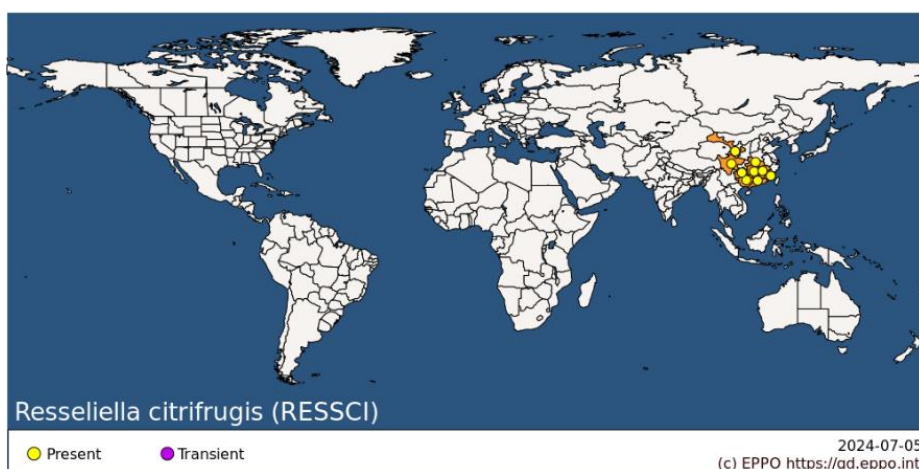 Resseliella citrifrugis (RESSCI)
Present
Transient
2024-07-05
(c) EPPO https://gd.eppo.int